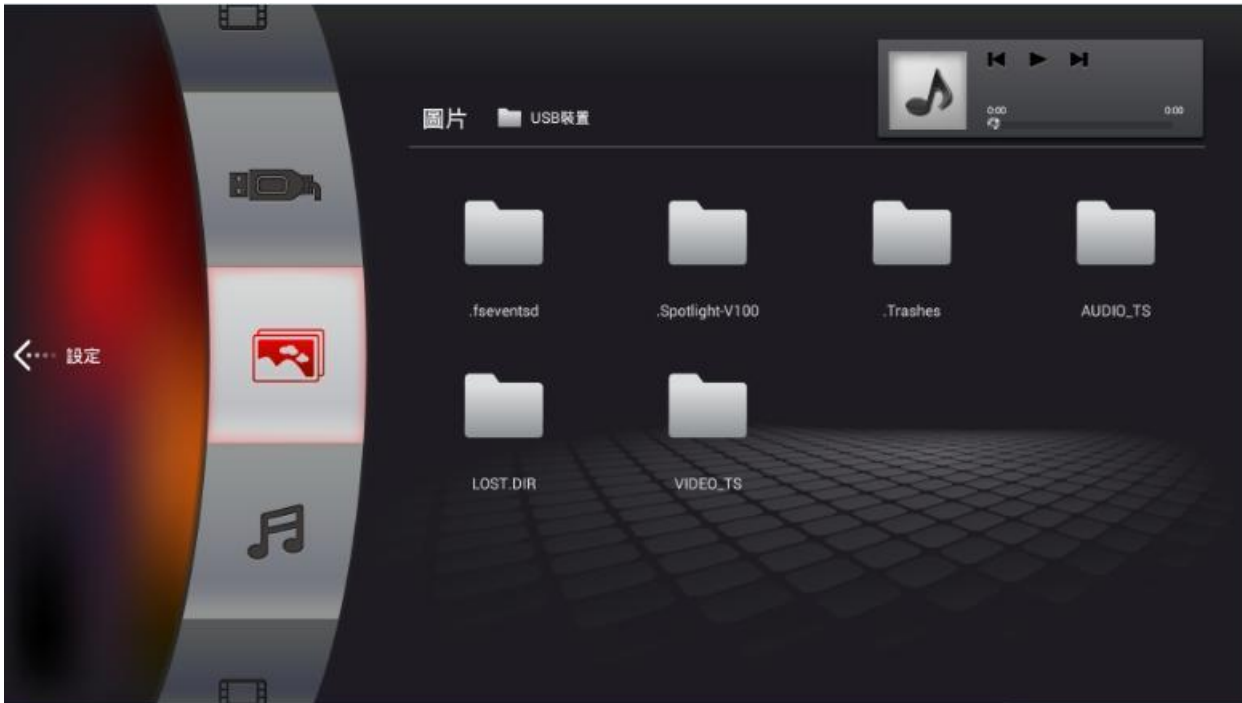 圖片 USB裝置
0:00 0:00
.fseventsd .Spotlight-V100 .Trashes AUDIO_TS
設定
LOST.DIR VIDEO_TS